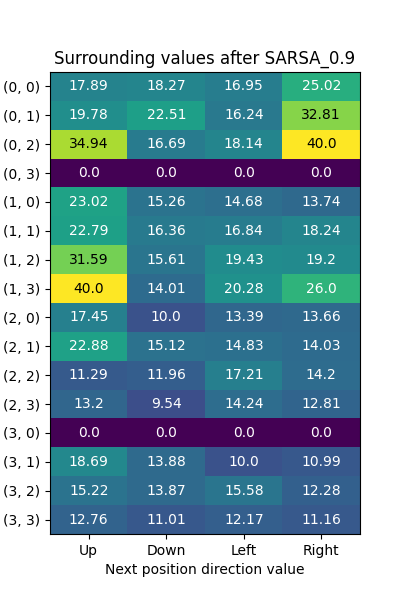 Surrounding values after SARSA_0.9
(0, 0) 17.89 18.27 16.95 25.02
(0, 1) 19.78 22.51 16.24 32.81
(0, 2) 34.94 16.69 18.14 40.0
(0, 3) 0.0 0.0 0.0 0.0
(1, 0) 23.02 15.26 14.68 13.74
(1, 1) 22.79 16.36 16.84 18.24
(1, 2) 31.59 15.61 19.43 19.2
(1, 3) 40.0 14.01 20.28 26.0
(2, 0) 17.45 10.0 13.39 13.66
(2, 1) 22.88 15.12 14.83 14.03
(2, 2) 11.29 11.96 17.21 14.2
(2, 3) 13.2 9.54 14.24 12.81
(3, 0) 0.0 0.0 0.0 0.0
(3, 1) 18.69 13.88 10.0 10.99
(3, 2) 15.22 13.87 15.58 12.28
(3, 3) 12.76 11.01 12.17 11.16
Up Down Left Right
Next position direction value